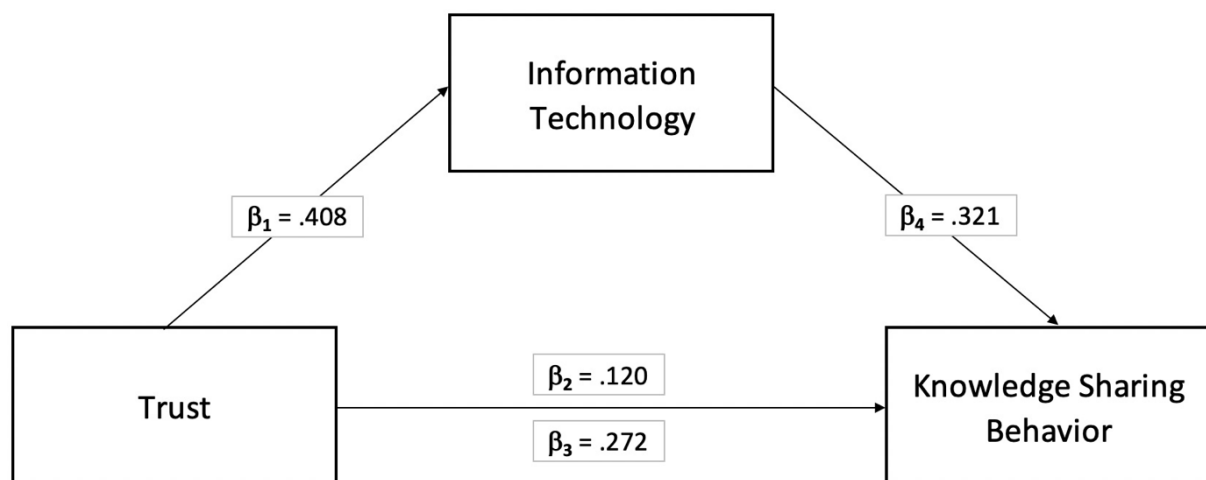 Information
Technology
β₁ = .408
β₄ = .321
β₂ = .120
Trust
β₃ = .272
Knowledge Sharing
Behavior